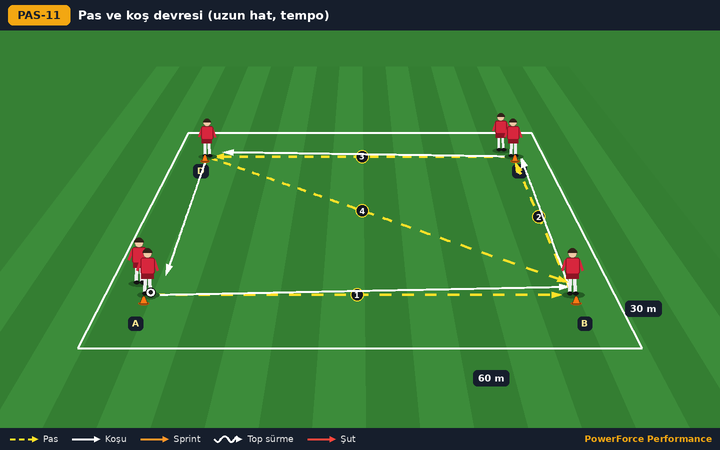 PAS-11 Pas ve koş devresi (uzun hat, tempo)
D
3
4
2
1
A
B
30 m
60 m
Pas Koşu Sprint Top sürme Şut PowerForce Performance